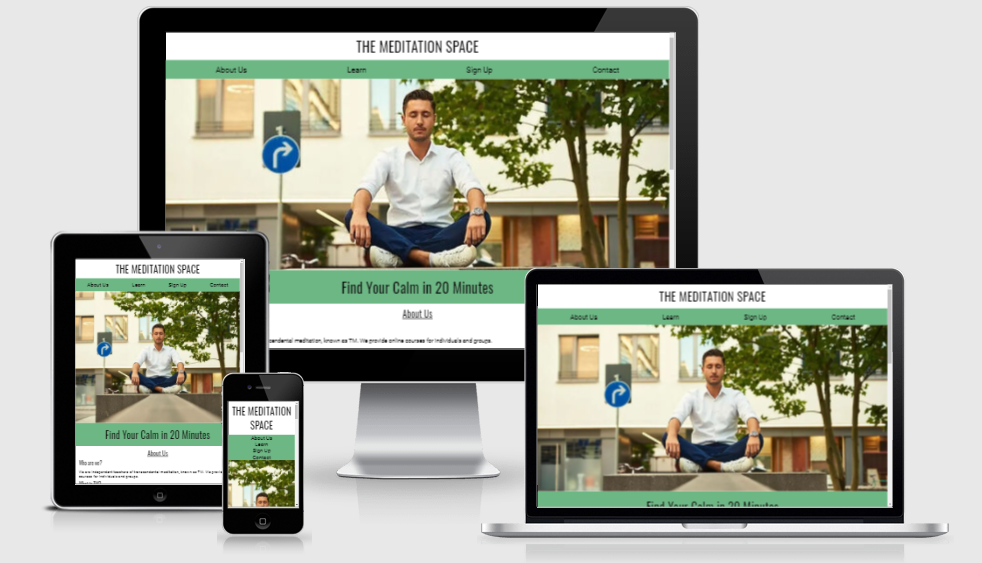 THE MEDITATION SPACE
About Us Learn Sign Up Contact
Find Your Calm in 20 Minutes
About Us
transcendental meditation, known as TM. We provide online courses for individuals and groups.
THE MEDITATION SPACE
About Us Learn Sign Up Contact
Find Your Calm in 20 Minutes
About Us
Who are we?
We are independent teachers of transcendental meditation, known as TM. We provide
courses for individuals and groups.
THE MEDITATION
SPACE
About Us
Learn
Sign Up
Contact
THE MEDITATION SPACE
About Us Learn Sign Up Contact
Find Your Calm in 20 Minutes